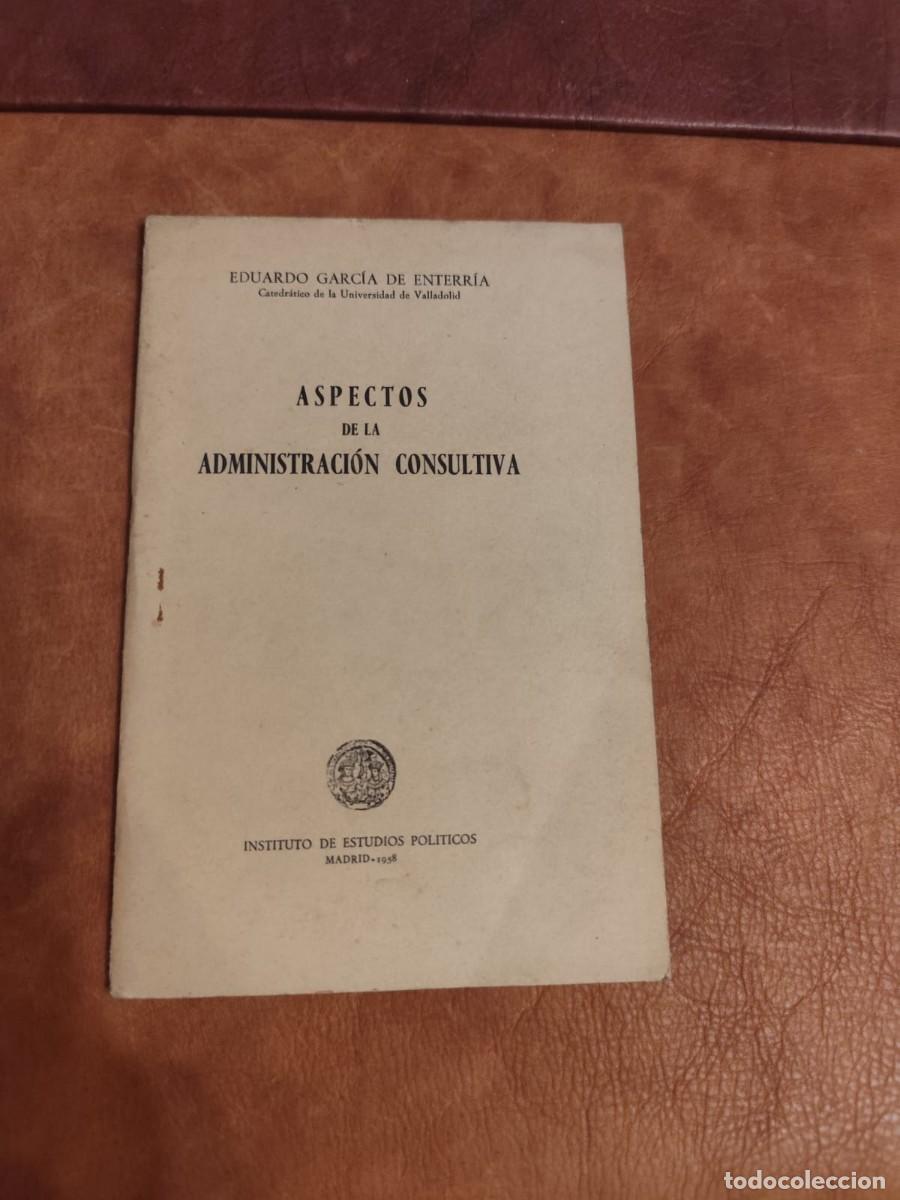 EDUARDO GARCÍA DE ENTERRÍA
Catedrático de la Universidad de Valladolid
ASPECTOS
DE LA
ADMINISTRACIÓN CONSULTIVA
INSTITUTO DE ESTUDIOS POLITICOS
MADRID-1958
todocoleccion